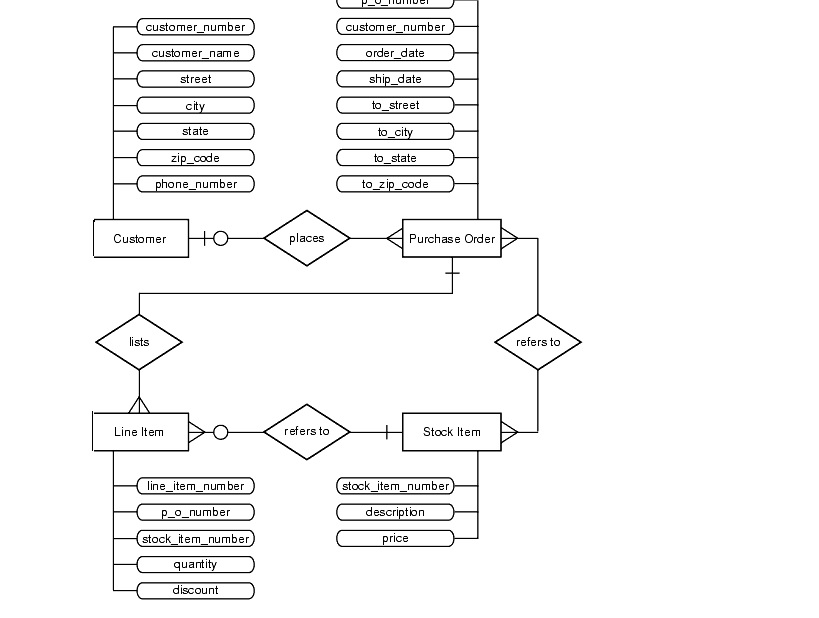 p_o_number
customer_number
customer_number
customer_name
order_date
street
ship_date
city
to_street
state
to_city
zip_code
to_state
phone_number
to_zip_code
Customer
places
Purchase Order
lists
refers to
Line Item
refers to
Stock Item
line_item_number
stock_item_number
p_o_number
description
stock_item_number
price
quantity
discount